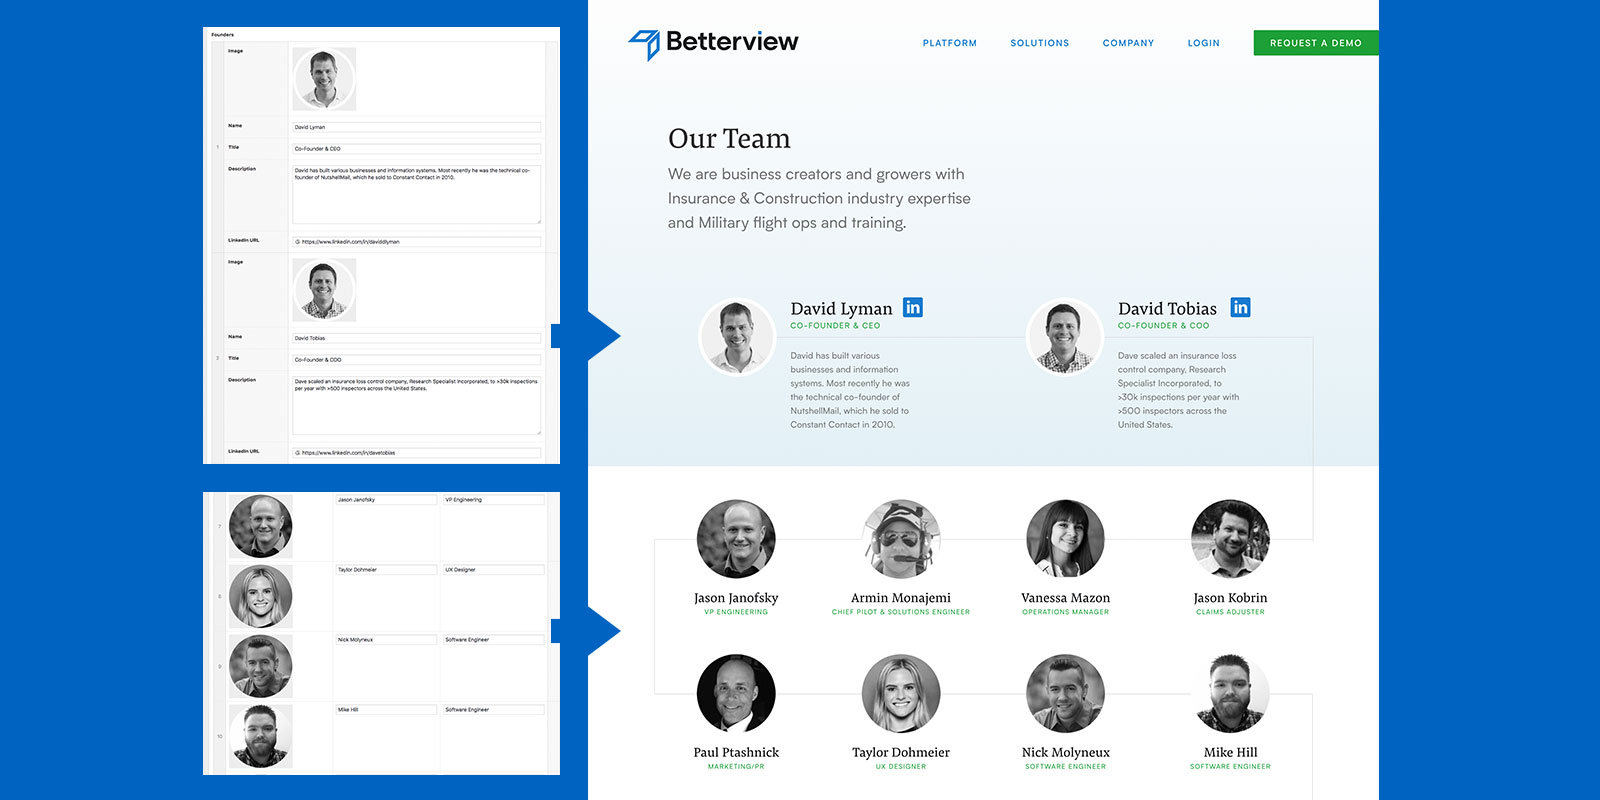 Founders
Image
Name
David Lyman
1
Title
Co-Founder & CEO
Description
David has built various businesses and information systems. Most recently he was the technical co-
founder of NutshellMail, which he sold to Constant Contact in 2010.
LinkedIn URL
https://www.linkedin.com/in/daviddlyman
Image
Name
David Tobias
2
Title
Co-Founder & COO
Description
Dave scaled an insurance loss control company, Research Specialist Incorporated, to >30k inspections
per year with >500 inspectors across the United States.
LinkedIn URL
https://www.linkedin.com/in/davetobias
7
Jason Janofsky
VP Engineering
8
Taylor Dohmeier
UX Designer
9
Nick Molyneux
Software Engineer
10
Mike Hill
Software Engineer
Betterview
PLATFORM
SOLUTIONS
COMPANY
LOGIN
REQUEST A DEMO
Our Team
We are business creators and growers with
Insurance & Construction industry expertise
and Military flight ops and training.
David Lyman in
CO-FOUNDER & CEO
David has built various
businesses and information
systems. Most recently he was
the technical co-founder of
NutshellMail, which he sold to
Constant Contact in 2010.
David Tobias in
CO-FOUNDER & COO
Dave scaled an insurance loss
control company, Research
Specialist Incorporated, to
>30k inspections per year with
>500 inspectors across the
United States.
Jason Janofsky
VP ENGINEERING
Armin Monajemi
CHIEF PILOT & SOLUTIONS ENGINEER
Vanessa Mazon
OPERATIONS MANAGER
Jason Kobrin
CLAIMS ADJUSTER
Paul Ptashnick
MARKETING/PR
Taylor Dohmeier
UX DESIGNER
Nick Molyneux
SOFTWARE ENGINEER
Mike Hill
SOFTWARE ENGINEER